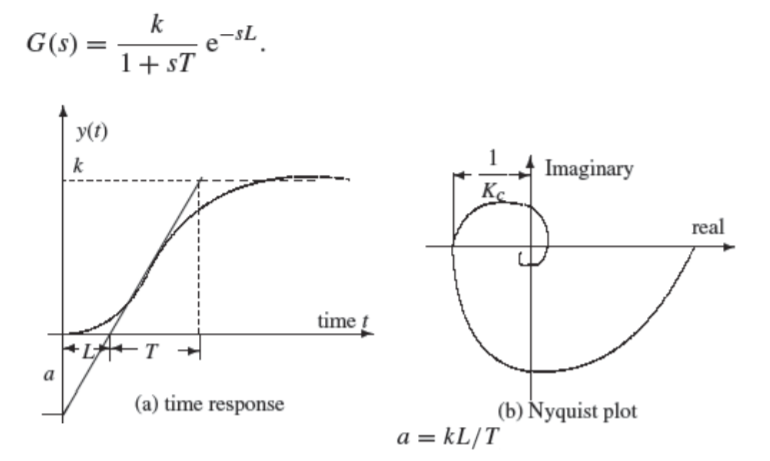 G(s) = k / (1 + sT) e^{−sL}.
y(t)
k
time t
L
T
a
(a) time response
1
K_c
Imaginary
real
(b) Nyquist plot
a = kL/T